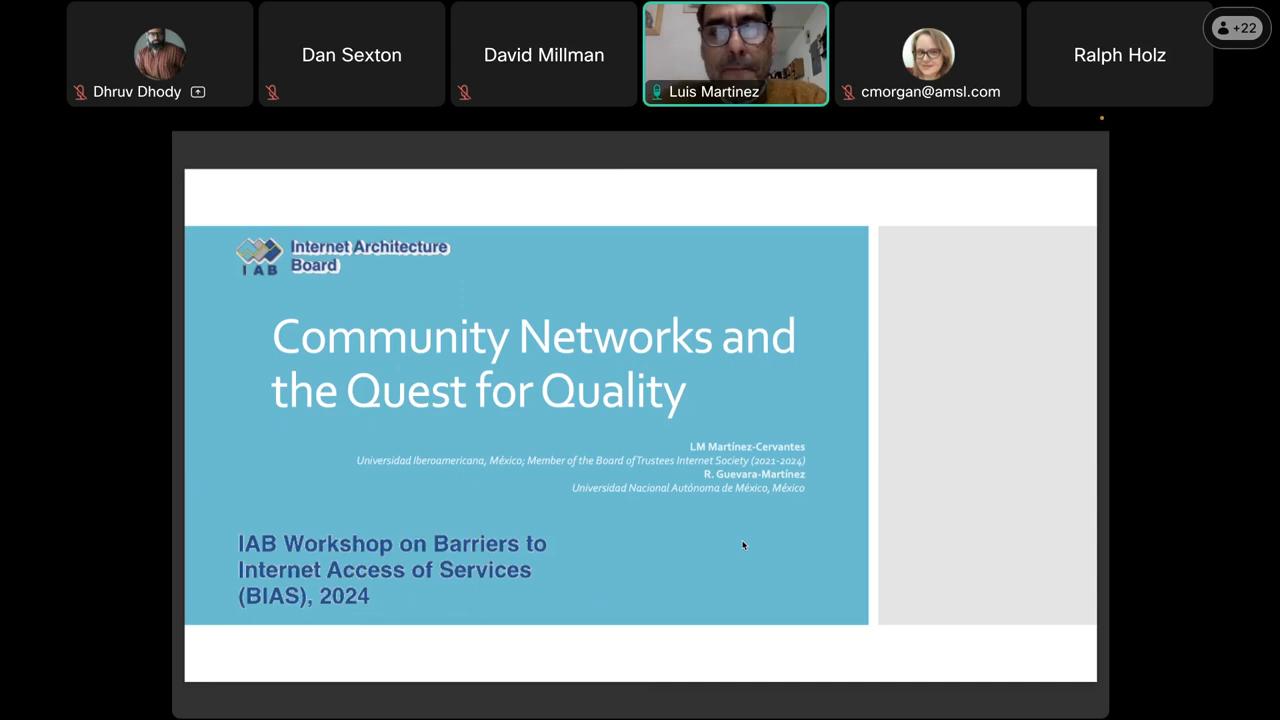 Dhruv Dhody
Dan Sexton
David Millman
Luis Martinez
cmorgan@amsl.com
Ralph Holz
+22
IAB
Internet Architecture
Board
Community Networks and
the Quest for Quality
LM Martínez-Cervantes
Universidad Iberoamericana, México; Member of the Board of Trustees Internet Society (2021-2024)
R. Guevara-Martínez
Universidad Nacional Autónoma de México, México
IAB Workshop on Barriers to
Internet Access of Services
(BIAS), 2024